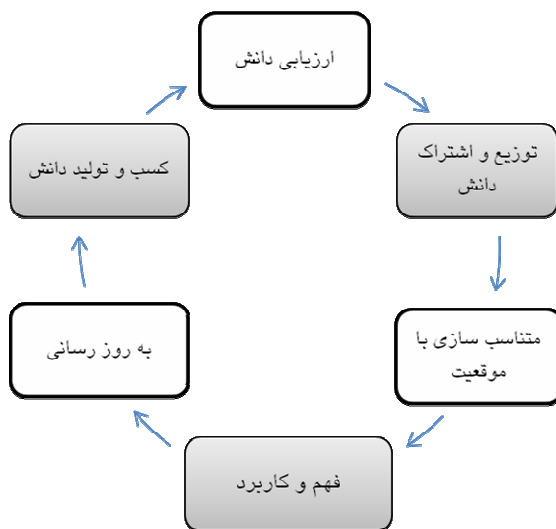 ارزیابی دانش
توزیع و اشتراک
دانش
متناسب سازی با
موقعیت
فهم و کاربرد
به روز رسانی
کسب و تولید دانش